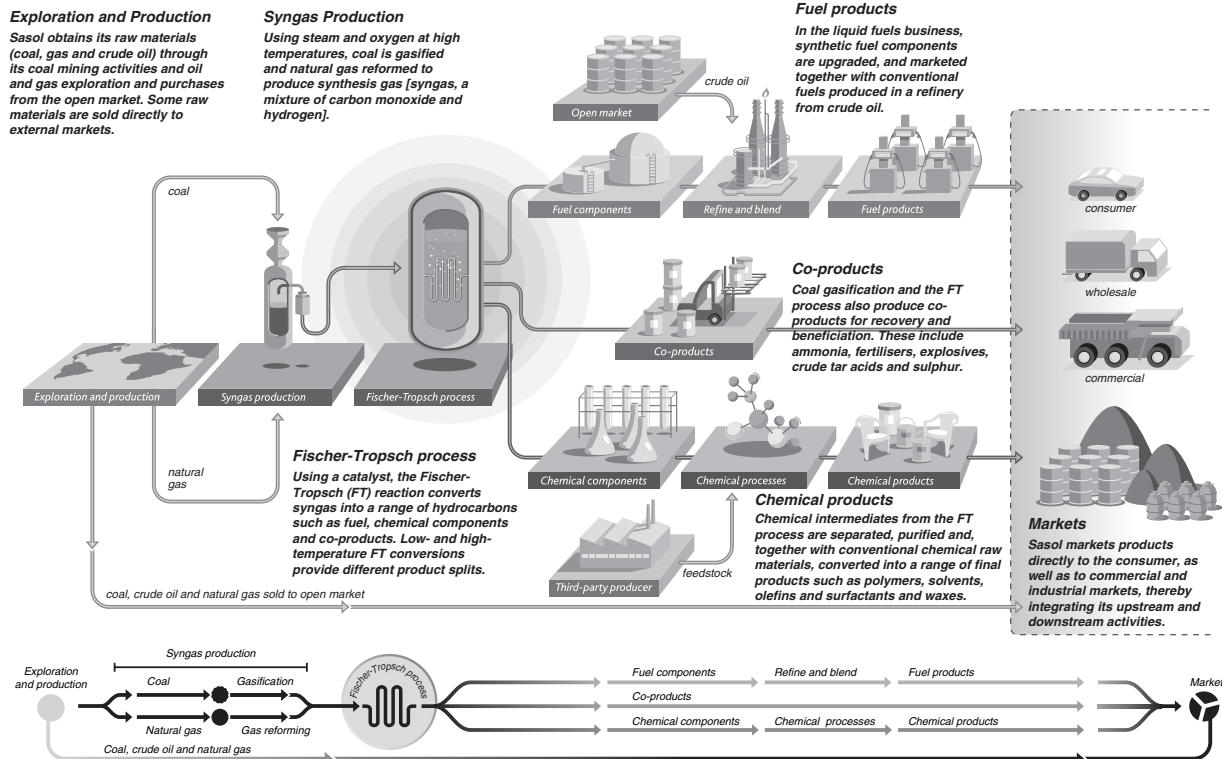 Exploration and Production
Sasol obtains its raw materials
(coal, gas and crude oil) through
its coal mining activities and oil
and gas exploration and purchases
from the open market. Some raw
materials are sold directly to
external markets.
Syngas Production
Using steam and oxygen at high
temperatures, coal is gasified
and natural gas reformed to
produce synthesis gas [syngas, a
mixture of carbon monoxide and
hydrogen].
Fuel products
In the liquid fuels business,
synthetic fuel components
are upgraded, and marketed
together with conventional
fuels produced in a refinery
from crude oil.
crude oil
Open market
Fuel components
Refine and blend
Fuel products
coal
consumer
wholesale
commercial
Co-products
Coal gasification and the FT
process also produce co-
products for recovery and
beneficiation. These include
ammonia, fertilisers, explosives,
crude tar acids and sulphur.
Co-products
Exploration and production
Syngas production
Fischer-Tropsch process
natural
gas
Fischer-Tropsch process
Using a catalyst, the Fischer-
Tropsch (FT) reaction converts
syngas into a range of hydrocarbons
such as fuel, chemical components
and co-products. Low- and high-
temperature FT conversions
provide different product splits.
Chemical components
Chemical processes
Chemical products
Third-party producer
feedstock
Chemical products
Chemical intermediates from the FT
process are separated, purified and,
together with conventional chemical raw
materials, converted into a range of final
products such as polymers, solvents,
olefins and surfactants and waxes.
Markets
Sasol markets products
directly to the consumer, as
well as to commercial and
industrial markets, thereby
integrating its upstream and
downstream activities.
coal, crude oil and natural gas sold to open market
Exploration
and production
Syngas production
Coal
Gasification
Natural gas
Gas reforming
Fischer-Tropsch process
Fuel components
Refine and blend
Fuel products
Co-products
Chemical components
Chemical processes
Chemical products
Market
Coal, crude oil and natural gas